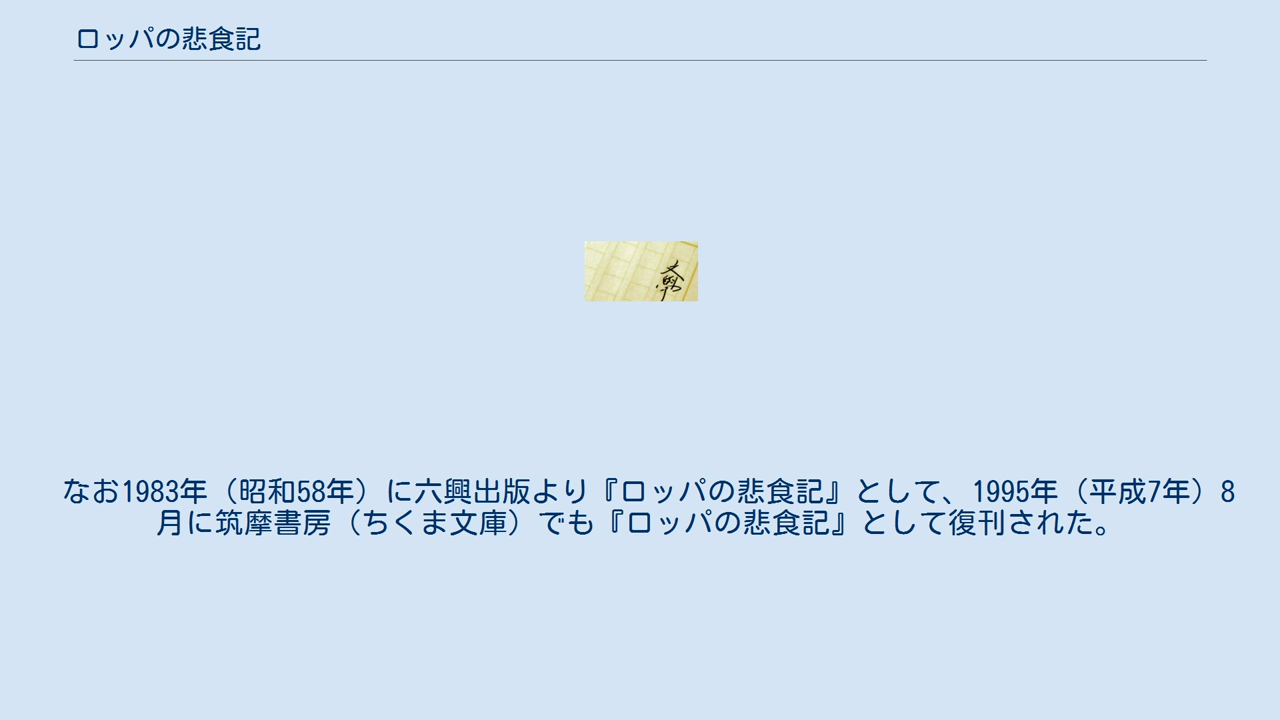 ロッパの悲食記
なお1983年（昭和58年）に六興出版より『ロッパの悲食記』として、1995年（平成7年）8
月に筑摩書房（ちくま文庫）でも『ロッパの悲食記』として復刊された。